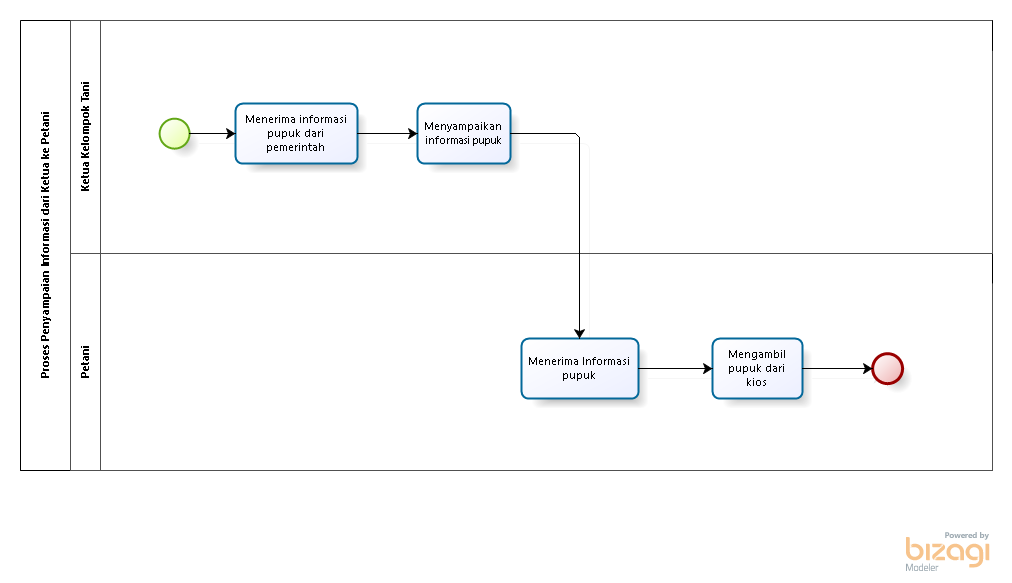 Proses Penyampaian Informasi dari Ketua ke Petani
Ketua Kelompok Tani
Menerima informasi
pupuk dari
pemerintah
Menyampaikan
informasi pupuk
Petani
Menerima Informasi
pupuk
Mengambil
pupuk dari
kios
Powered by
bizagi
Modeler